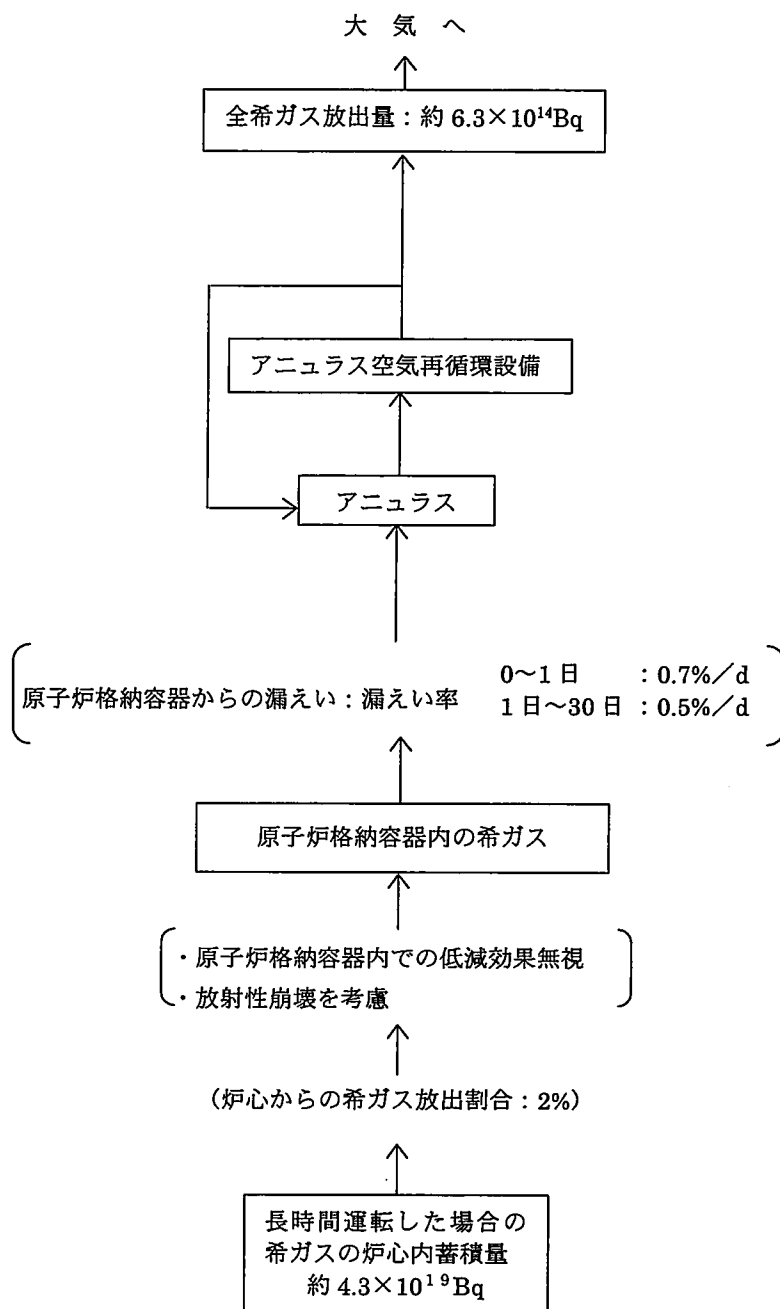 大 気 へ
全希ガス放出量：約 6.3×10¹⁴Bq
アニュラス空気再循環設備
アニュラス
原子炉格納容器からの漏えい：漏えい率
0～1日 ：0.7%／d
1日～30日 ：0.5%／d
原子炉格納容器内の希ガス
・原子炉格納容器内での低減効果無視
・放射性崩壊を考慮
(炉心からの希ガス放出割合：2%)
長時間運転した場合の
希ガスの炉心内蓄積量
約 4.3×10¹⁹Bq